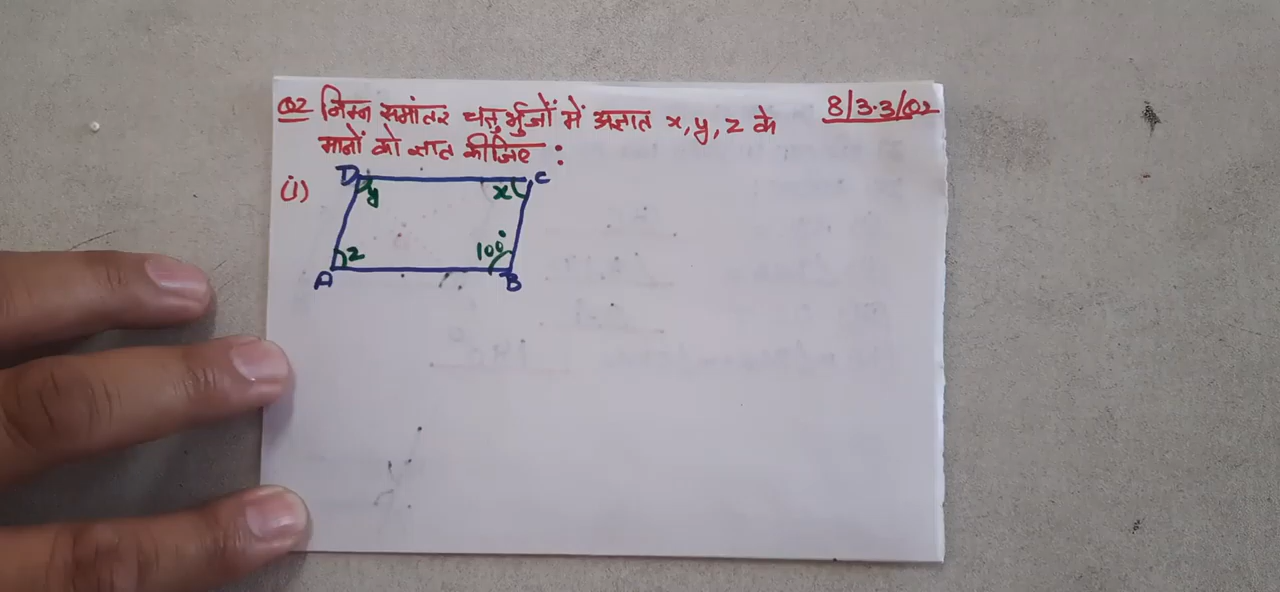 Q2 निम्न समांतर चतुर्भुजों में अज्ञात x, y, z के
8/3.3/Q2
मानों को ज्ञात कीजिए :
(i)
D C
y x
z 100°
A B